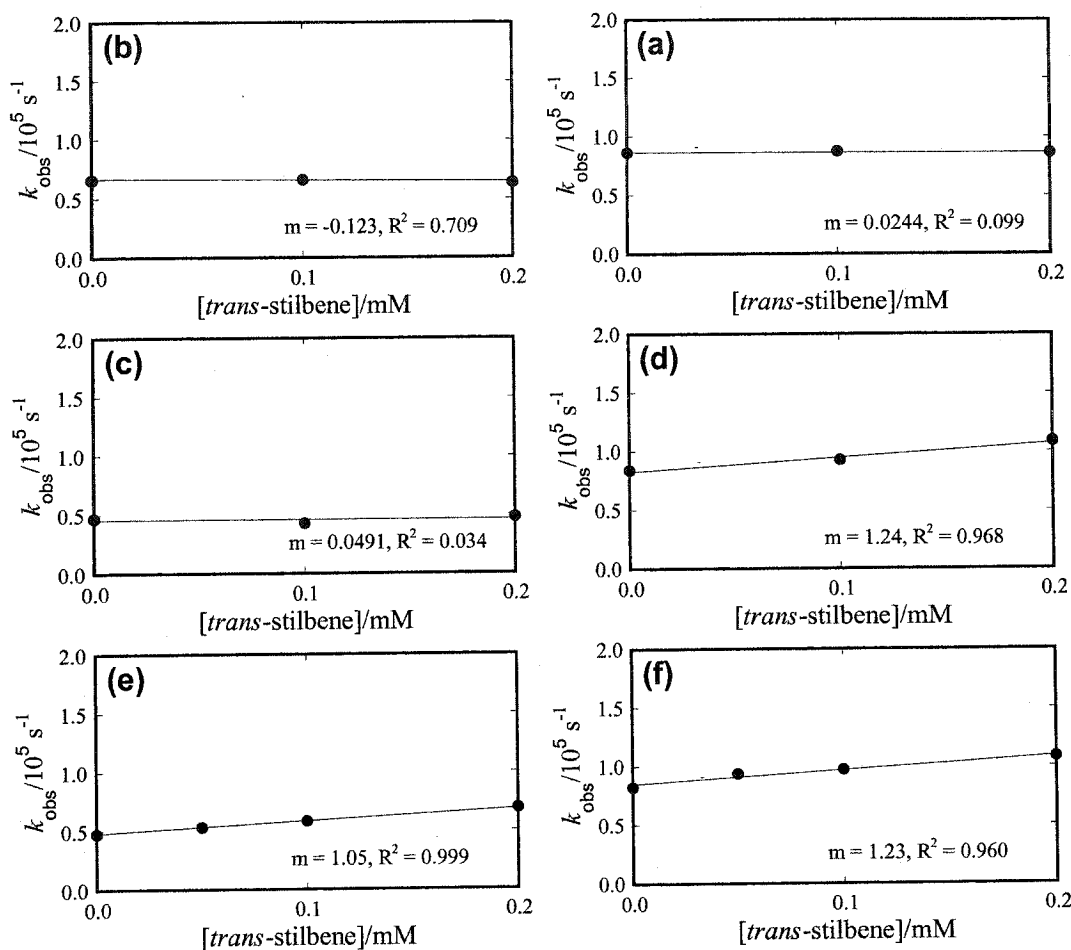 (b)
2.0
1.5
1.0
0.5
0.0
k_obs/10^5 s^-1
m = -0.123, R^2 = 0.709
0.0 0.1 0.2
[trans-stilbene]/mM
(a)
2.0
1.5
1.0
0.5
0.0
k_obs/10^5 s^-1
m = 0.0244, R^2 = 0.099
0.0 0.1 0.2
[trans-stilbene]/mM
(c)
2.0
1.5
1.0
0.5
0.0
k_obs/10^5 s^-1
m = 0.0491, R^2 = 0.034
0.0 0.1 0.2
[trans-stilbene]/mM
(d)
2.0
1.5
1.0
0.5
0.0
k_obs/10^5 s^-1
m = 1.24, R^2 = 0.968
0.0 0.1 0.2
[trans-stilbene]/mM
(e)
2.0
1.5
1.0
0.5
0.0
k_obs/10^5 s^-1
m = 1.05, R^2 = 0.999
0.0 0.1 0.2
[trans-stilbene]/mM
(f)
2.0
1.5
1.0
0.5
0.0
k_obs/10^5 s^-1
m = 1.23, R^2 = 0.960
0.0 0.1 0.2
[trans-stilbene]/mM